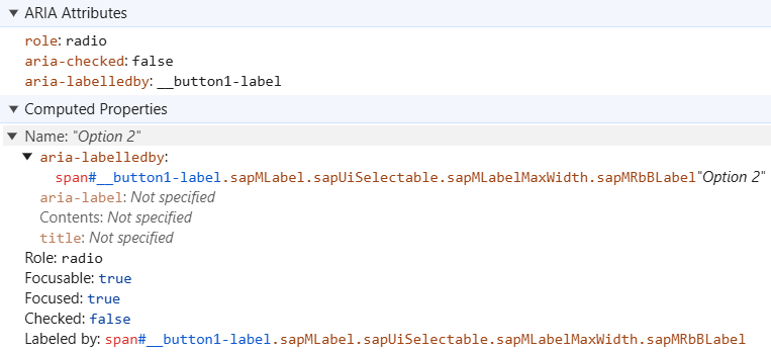 ARIA Attributes
role: radio
aria-checked: false
aria-labelledby: __button1-label
Computed Properties
Name: "Option 2"
aria-labelledby:
span#__button1-label.sapMLabel.sapUiSelectable.sapMLabelMaxWidth.sapMRbBLabel"Option 2"
aria-label: Not specified
Contents: Not specified
title: Not specified
Role: radio
Focusable: true
Focused: true
Checked: false
Labeled by: span#__button1-label.sapMLabel.sapUiSelectable.sapMLabelMaxWidth.sapMRbBLabel